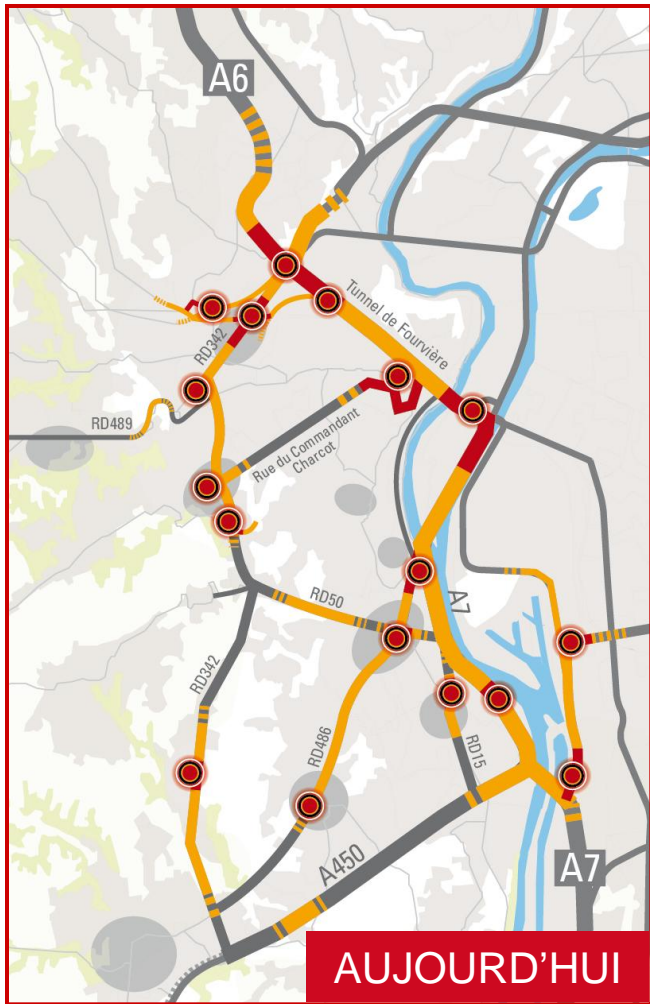 A6
Tunnel de Fourvière
RD342
RD489
Rue du Commandant
Charcot
A7
RD50
RD342
RD486
RD15
A450
A7
AUJOURD'HUI